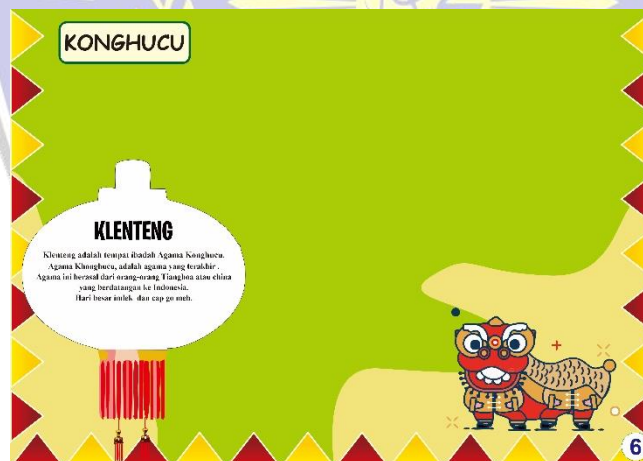 KONGHUCU
KLENTENG
Klenteng adalah tempat ibadah Agama Konghucu.
Agama Khonghucu, adalah agama yang terakhir .
Agama ini berasal dari orang-orang Tianghoa atau china
yang berdatangan ke Indonesia.
Hari besar imlek dan cap go meh.
6